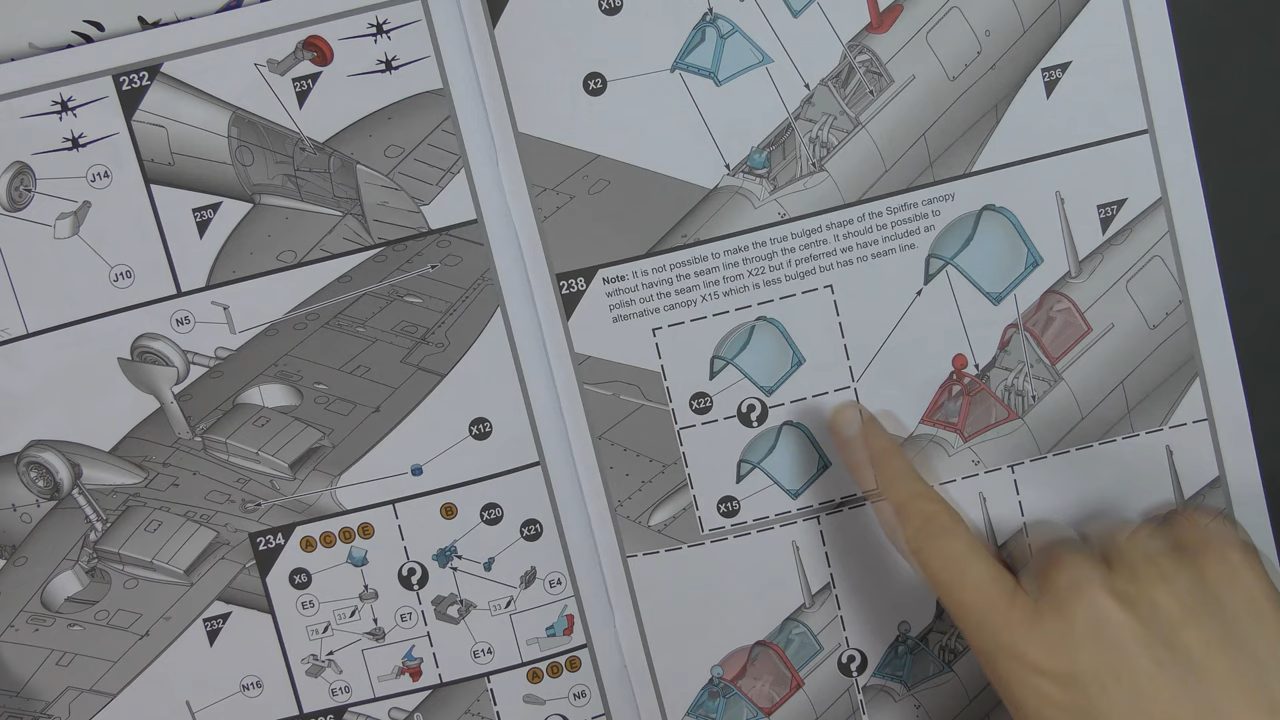 232
231
J14
J10
230
N5
X12
234
A C D E
B
X20
X21
X6
?
E5
33
33
E4
78
E7
E14
E10
232
N16
A D E
N6
X18
X2
236
Note: It is not possible to make the true bulged shape of the Spitfire canopy
without having the seam line through the centre. It should be possible to
polish out the seam line from X22 but if preferred we have included an
alternative canopy X15 which is less bulged but has no seam line.
238
237
X22
?
X15
?